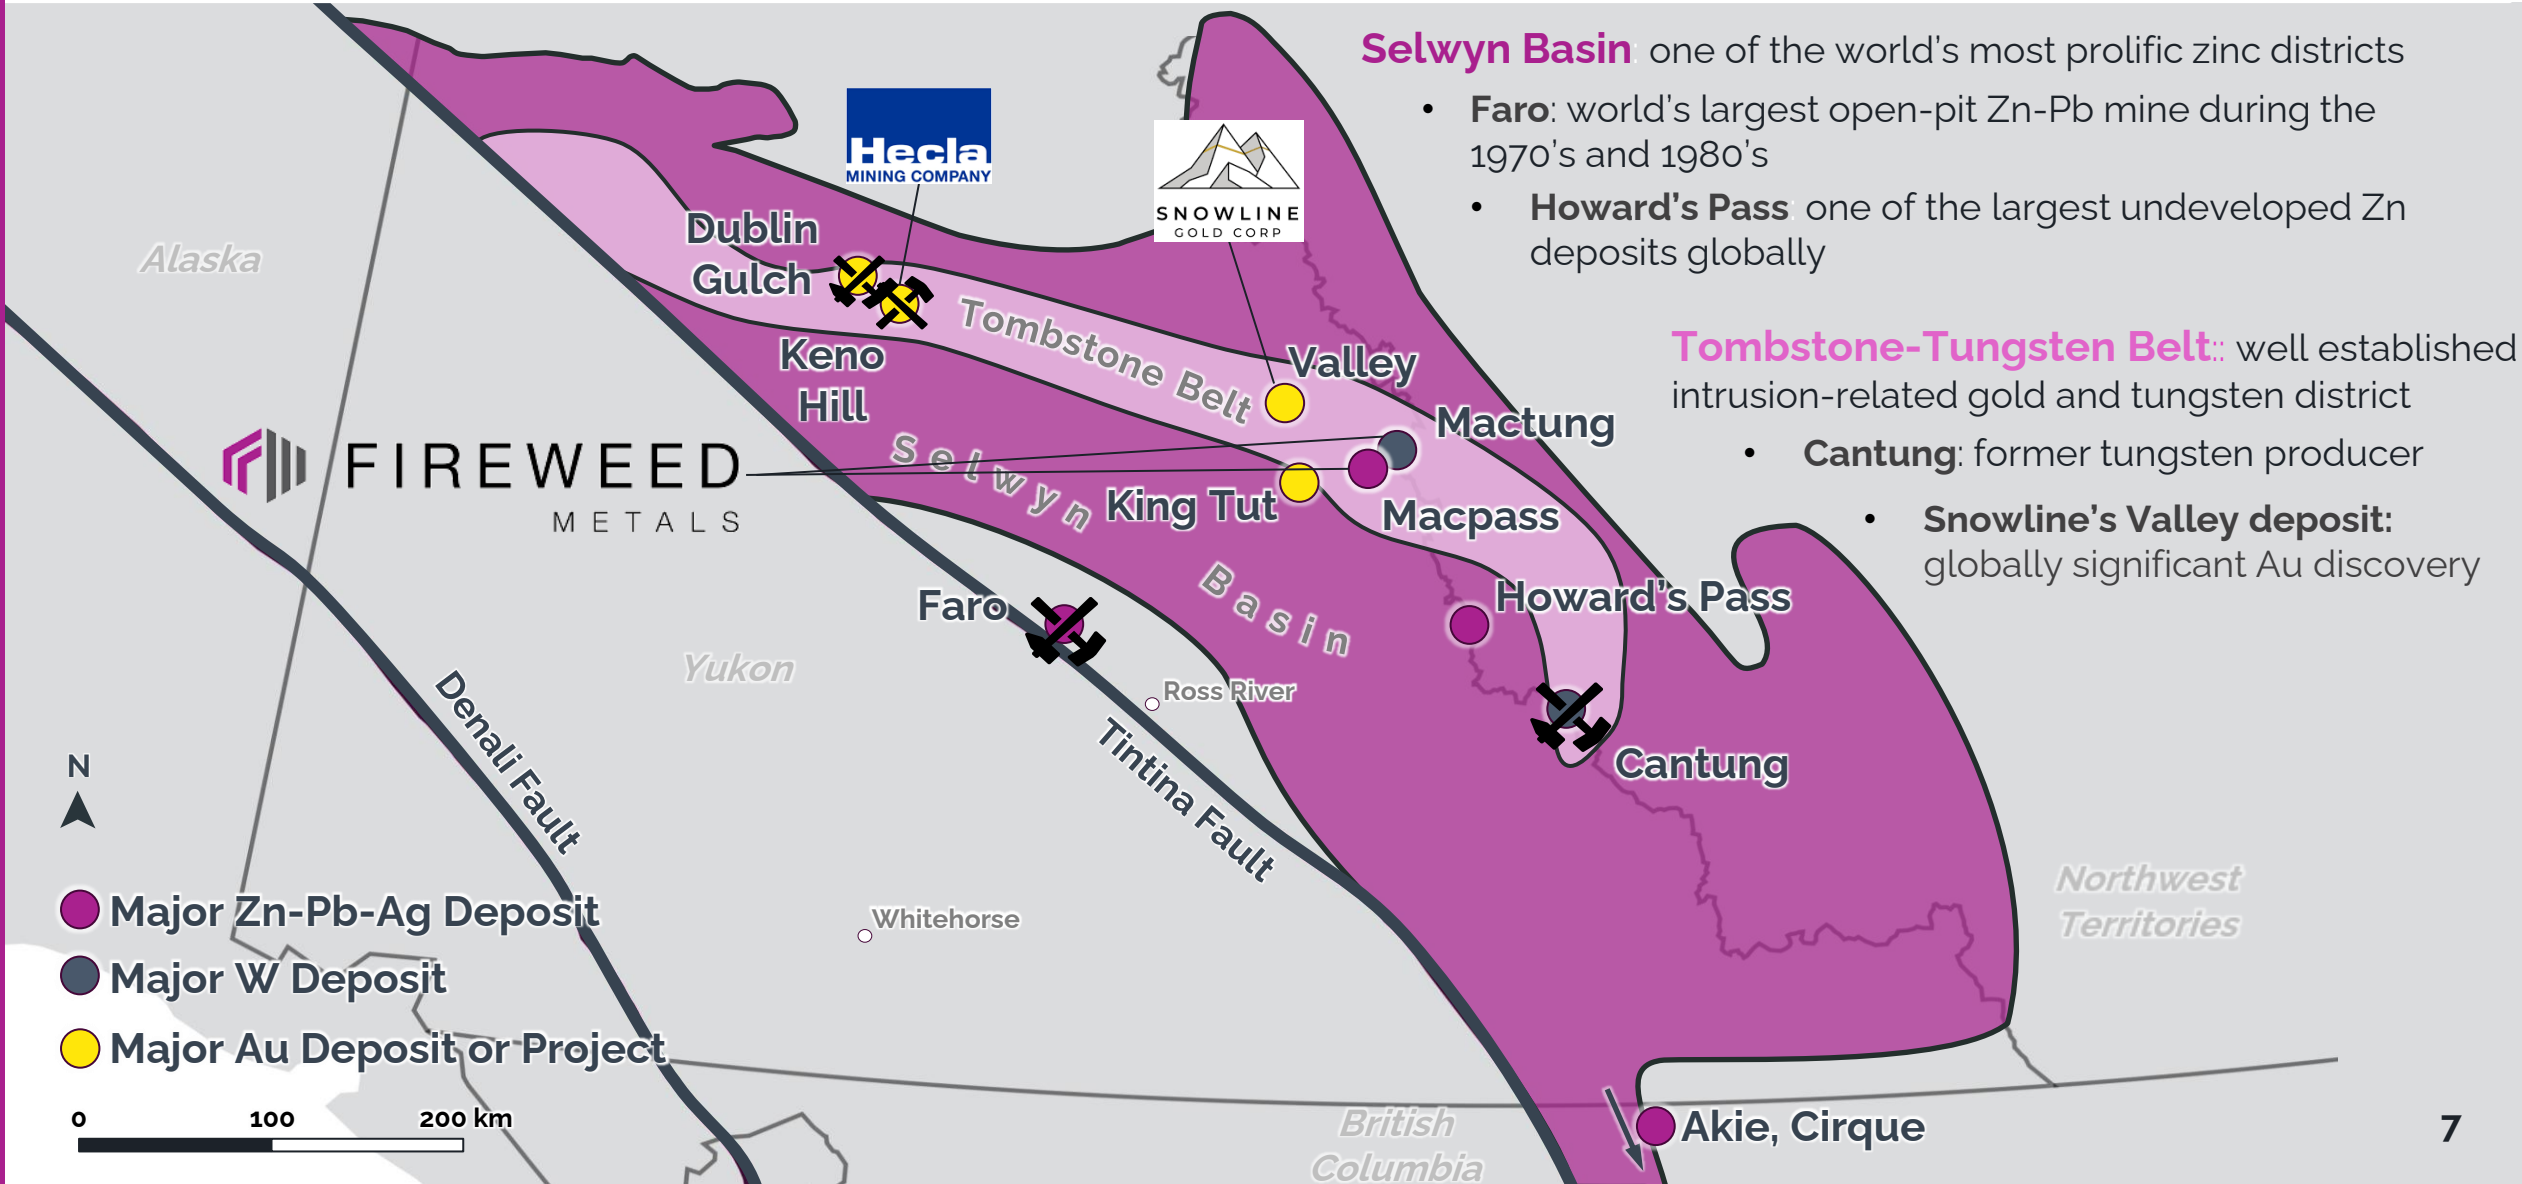 Selwyn Basin: one of the world's most prolific zinc districts
• Faro: world's largest open-pit Zn-Pb mine during the
1970's and 1980's
• Howard's Pass: one of the largest undeveloped Zn
deposits globally
Tombstone-Tungsten Belt:: well established
intrusion-related gold and tungsten district
• Cantung: former tungsten producer
• Snowline's Valley deposit:
globally significant Au discovery
Hecla
MINING COMPANY
SNOWLINE
GOLD CORP
Alaska
Dublin
Gulch
Keno
Hill
Tombstone Belt
Valley
Mactung
FIREWEED
METALS
Selwyn
Basin
King Tut
Macpass
Howard's Pass
Faro
Yukon
Ross River
Cantung
Denali Fault
Tintina Fault
N
Whitehorse
Northwest
Territories
Major Zn-Pb-Ag Deposit
Major W Deposit
Major Au Deposit or Project
0 100 200 km
British
Columbia
Akie, Cirque
7